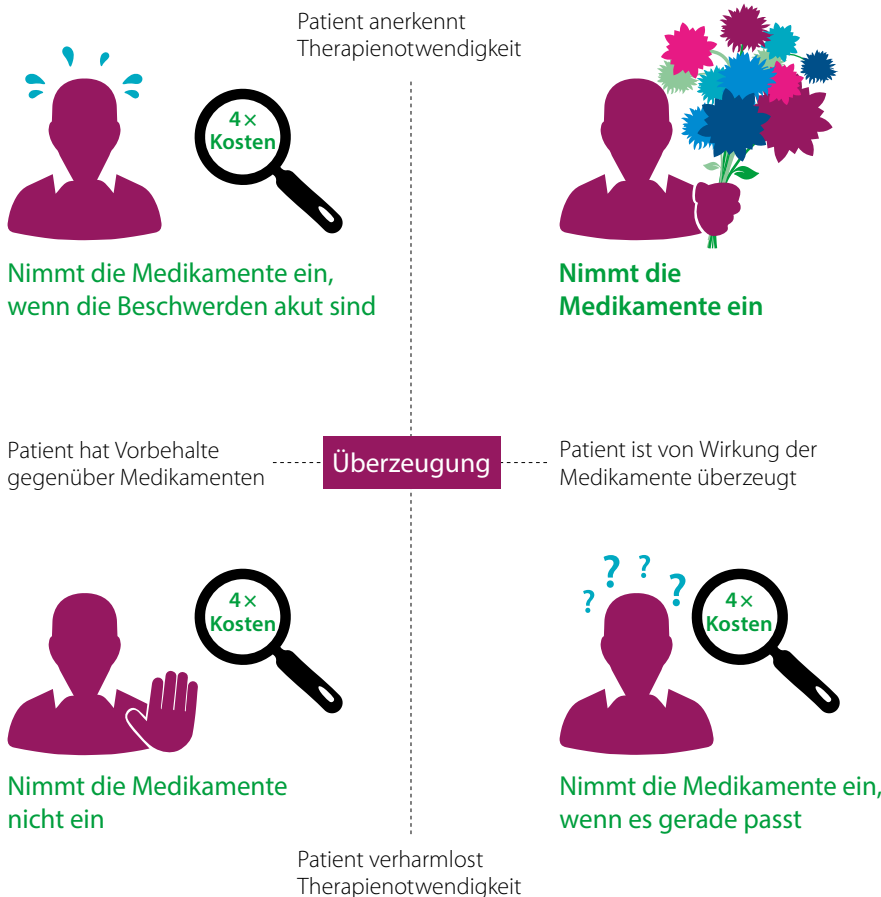 Patient anerkennt
Therapienotwendigkeit
4×
Kosten
Nimmt die Medikamente ein,
wenn die Beschwerden akut sind
Nimmt die
Medikamente ein
Patient hat Vorbehalte
gegenüber Medikamenten
Überzeugung
Patient ist von Wirkung der
Medikamente überzeugt
4×
Kosten
Nimmt die Medikamente
nicht ein
? ? ? ?
4×
Kosten
Nimmt die Medikamente ein,
wenn es gerade passt
Patient verharmlost
Therapienotwendigkeit